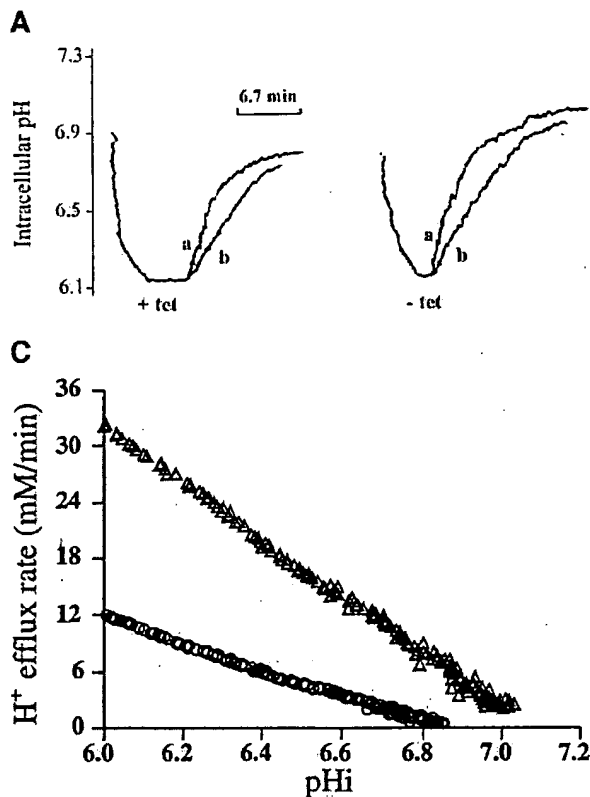 A
7.3
6.9
6.5
6.1
Intracellular pH
6.7 min
a
b
+ tet
a
b
- tet
C
36
30
24
18
12
6
0
H⁺ efflux rate (mM/min)
6.0 6.2 6.4 6.6 6.8 7.0 7.2
pHi